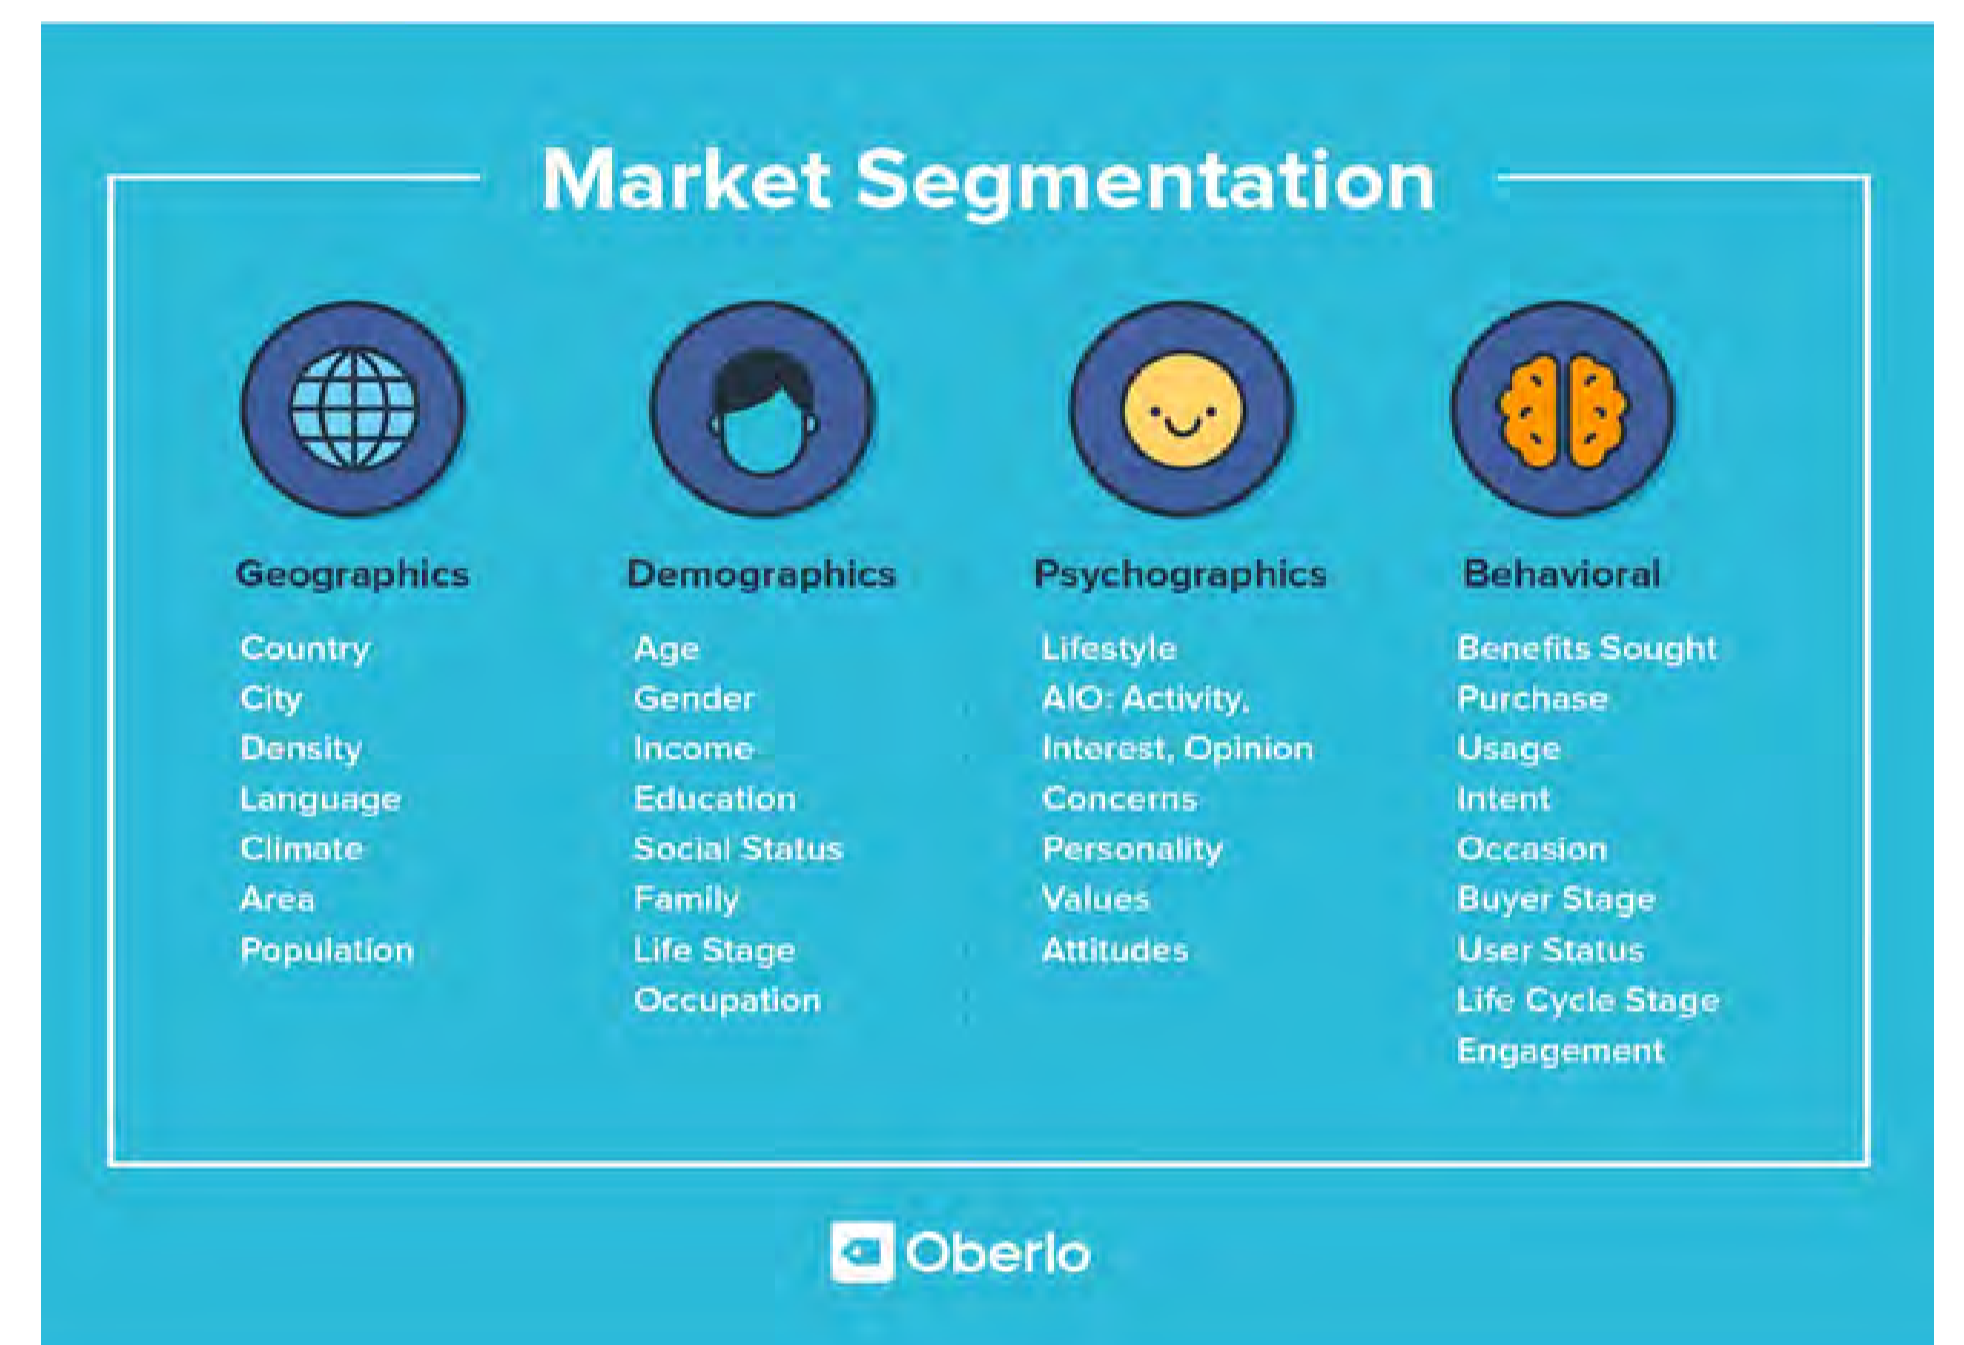 Market Segmentation
Geographics
Country
City
Density
Language
Climate
Area
Population
Demographics
Age
Gender
Income
Education
Social Status
Family
Life Stage
Occupation
Psychographics
Lifestyle
AIO: Activity,
Interest, Opinion
Concerns
Personality
Values
Attitudes
Behavioral
Benefits Sought
Purchase
Usage
Intent
Occasion
Buyer Stage
User Status
Life Cycle Stage
Engagement
Oberlo